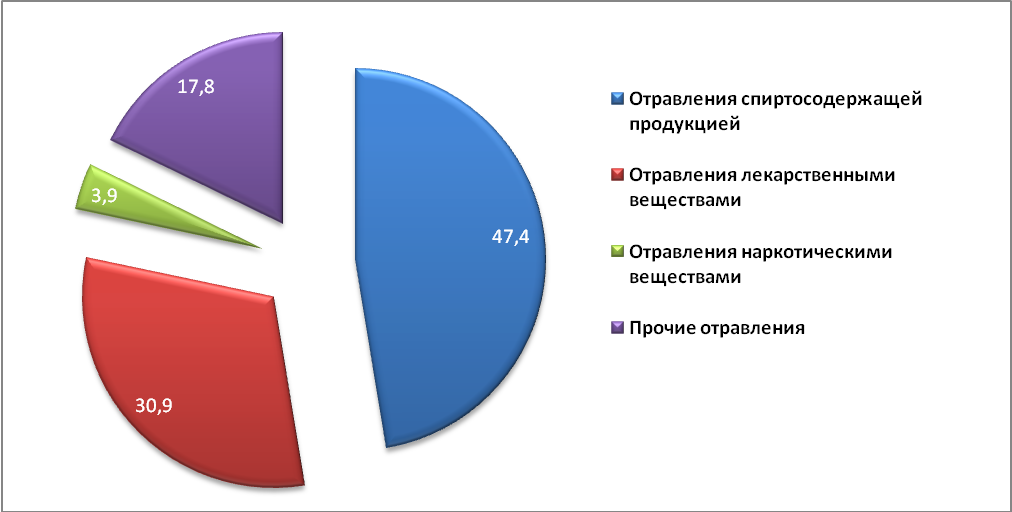 17,8
3,9
47,4
30,9
Отравления спиртосодержащей
продукцией
Отравления лекарственными
веществами
Отравления наркотическими
веществами
Прочие отравления